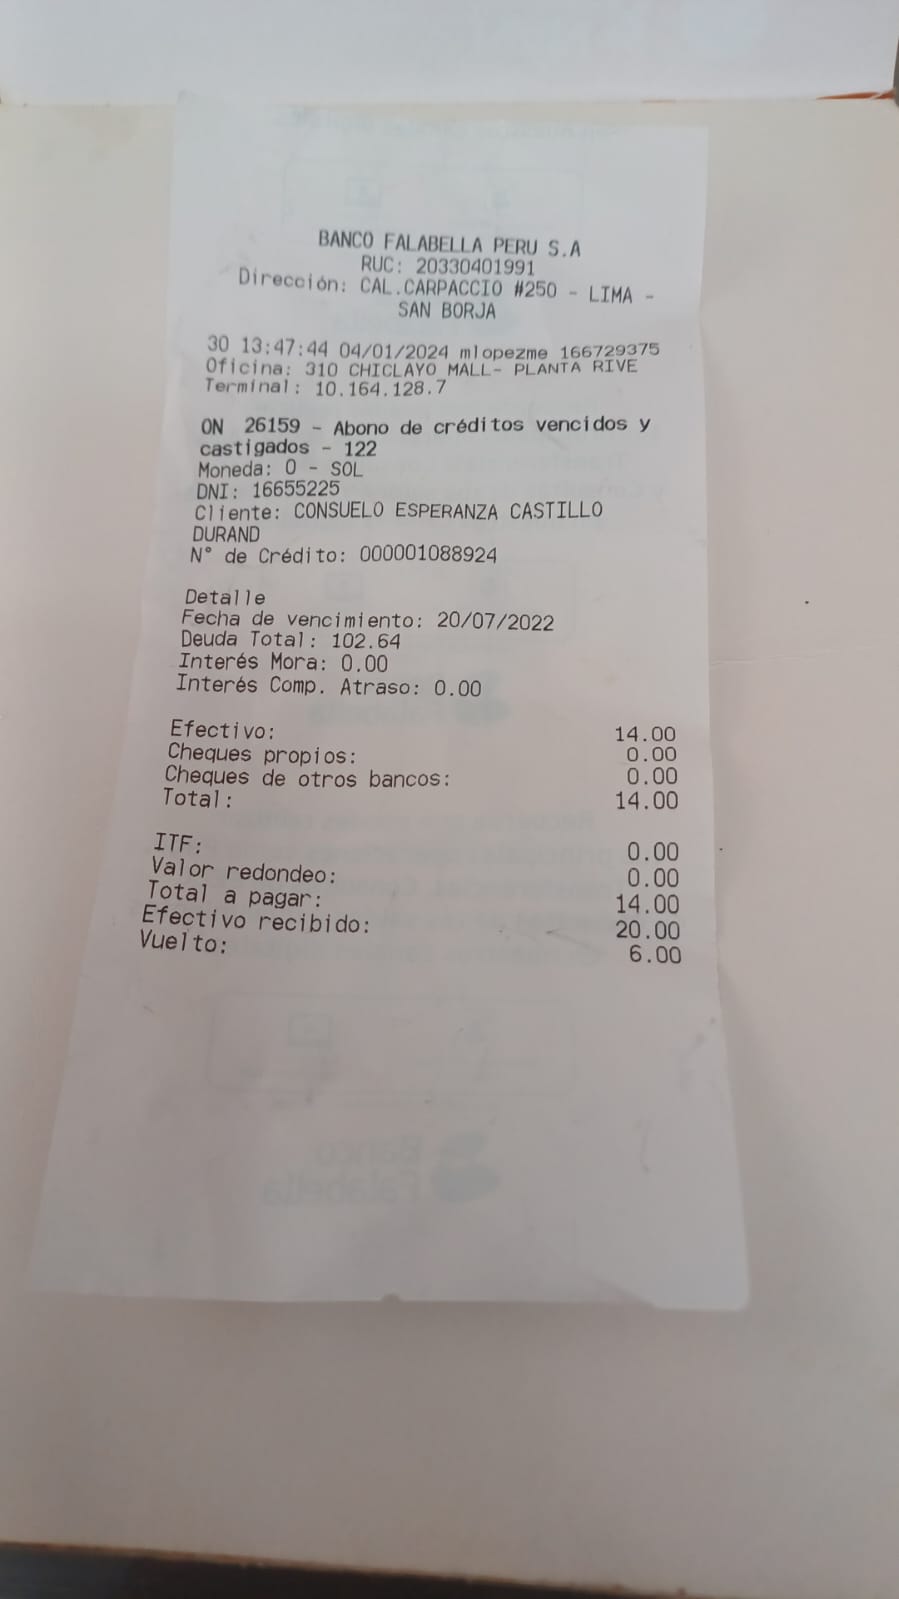 BANCO FALABELLA PERU S.A
RUC: 20330401991
Dirección: CAL.CARPACCIO #250 - LIMA -
SAN BORJA
30 13:47:44 04/01/2024 mlopezme 166729375
Oficina: 310 CHICLAYO MALL- PLANTA RIVE
Terminal: 10.164.128.7
ON 26159 - Abono de créditos vencidos y
castigados - 122
Moneda: 0 - SOL
DNI: 16655225
Cliente: CONSUELO ESPERANZA CASTILLO
DURAND
N° de Crédito: 000001088924
Detalle
Fecha de vencimiento: 20/07/2022
Deuda Total: 102.64
Interés Mora: 0.00
Interés Comp. Atraso: 0.00
Efectivo: 14.00
Cheques propios: 0.00
Cheques de otros bancos: 0.00
Total: 14.00
ITF: 0.00
Valor redondeo: 0.00
Total a pagar: 14.00
Efectivo recibido: 20.00
Vuelto: 6.00
Banco
Falabella